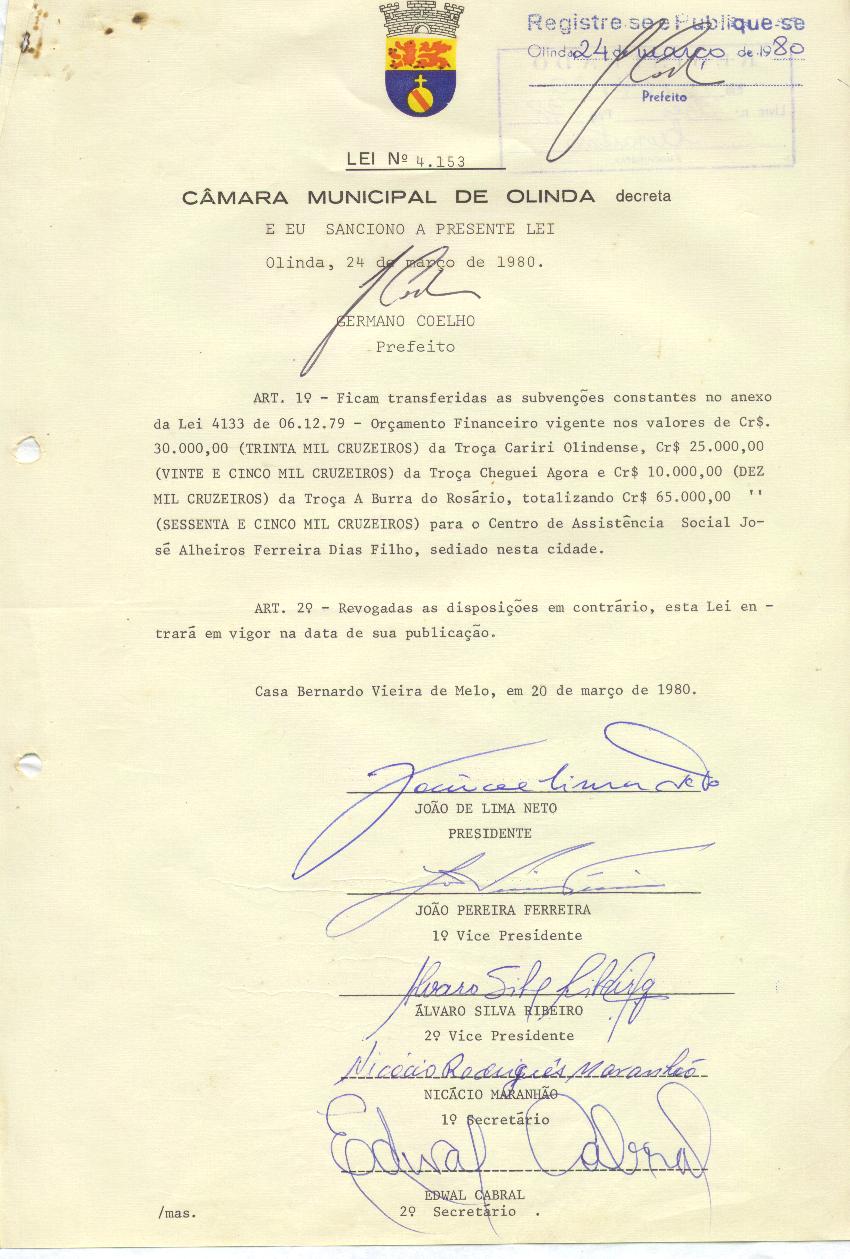 Registre se e Publique-se
Olinda 24 de março de 1980
Prefeito
LEI Nº 4.153
CÂMARA MUNICIPAL DE OLINDA decreta
E EU SANCIONO A PRESENTE LEI
Olinda, 24 de março de 1980.
GERMANO COELHO
Prefeito
ART. 1º - Ficam transferidas as subvenções constantes no anexo
da Lei 4133 de 06.12.79 - Orçamento Financeiro vigente nos valores de Cr$.
30.000,00 (TRINTA MIL CRUZEIROS) da Troça Cariri Olindense, Cr$ 25.000,00
(VINTE E CINCO MIL CRUZEIROS) da Troça Cheguei Agora e Cr$ 10.000,00 (DEZ
MIL CRUZEIROS) da Troça A Burra do Rosário, totalizando Cr$ 65.000,00 ''
(SESSENTA E CINCO MIL CRUZEIROS) para o Centro de Assistência Social Jo-
sé Alheiros Ferreira Dias Filho, sediado nesta cidade.
ART. 2º - Revogadas as disposições em contrário, esta Lei en -
trará em vigor na data de sua publicação.
Casa Bernardo Vieira de Melo, em 20 de março de 1980.
João de Lima Neto
JOÃO DE LIMA NETO
PRESIDENTE
JOÃO PEREIRA FERREIRA
1º Vice Presidente
Alvaro Silva Ribeiro
ÁLVARO SILVA RIBEIRO
2º Vice Presidente
Nicácio Rodrigues Maranhão
NICÁCIO MARANHÃO
1º Secretário
Edwal Cabral
EDWAL CABRAL
2º Secretário .
/mas.